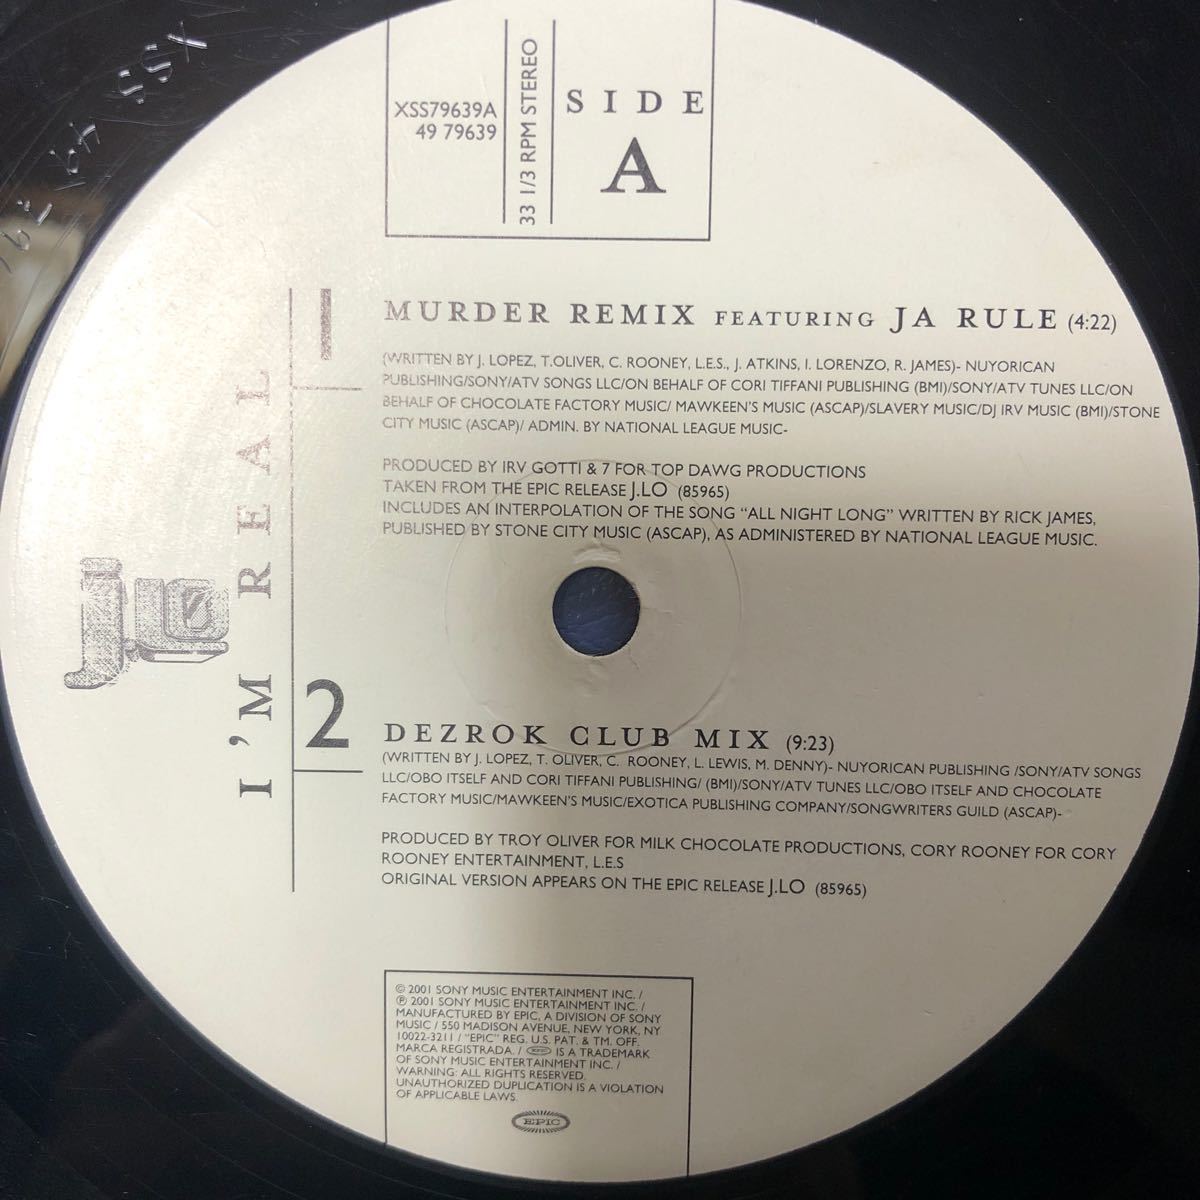 XSS79639A
49 79639
33 1/3 RPM STEREO
SIDE
A
I'M REAL
J.LO
1
MURDER REMIX FEATURING JA RULE (4:22)
(WRITTEN BY J. LOPEZ, T.OLIVER, C. ROONEY, L.E.S., J. ATKINS, I. LORENZO, R. JAMES)- NUYORICAN
PUBLISHING/SONY/ATV SONGS LLC/ON BEHALF OF CORI TIFFANI PUBLISHING (BMI)/SONY/ATV TUNES LLC/ON
BEHALF OF CHOCOLATE FACTORY MUSIC/ MAWKEEN'S MUSIC (ASCAP)/SLAVERY MUSIC/DJ IRV MUSIC (BMI)/STONE
CITY MUSIC (ASCAP)/ ADMIN. BY NATIONAL LEAGUE MUSIC-
PRODUCED BY IRV GOTTI & 7 FOR TOP DAWG PRODUCTIONS
TAKEN FROM THE EPIC RELEASE J.LO (85965)
INCLUDES AN INTERPOLATION OF THE SONG "ALL NIGHT LONG" WRITTEN BY RICK JAMES,
PUBLISHED BY STONE CITY MUSIC (ASCAP), AS ADMINISTERED BY NATIONAL LEAGUE MUSIC.
2
DEZROK CLUB MIX (9:23)
(WRITTEN BY J. LOPEZ, T. OLIVER, C. ROONEY, L. LEWIS, M. DENNY)- NUYORICAN PUBLISHING /SONY/ATV SONGS
LLC/OBO ITSELF AND CORI TIFFANI PUBLISHING/ (BMI)/SONY/ATV TUNES LLC/OBO ITSELF AND CHOCOLATE
FACTORY MUSIC/MAWKEEN'S MUSIC/EXOTICA PUBLISHING COMPANY/SONGWRITERS GUILD (ASCAP)-
PRODUCED BY TROY OLIVER FOR MILK CHOCOLATE PRODUCTIONS, CORY ROONEY FOR CORY
ROONEY ENTERTAINMENT, L.E.S
ORIGINAL VERSION APPEARS ON THE EPIC RELEASE J.LO (85965)
© 2001 SONY MUSIC ENTERTAINMENT INC. /
℗ 2001 SONY MUSIC ENTERTAINMENT INC. /
MANUFACTURED BY EPIC, A DIVISION OF SONY
MUSIC / 550 MADISON AVENUE, NEW YORK, NY
10022-3211 / "EPIC" REG. U.S. PAT. & TM. OFF.
MARCA REGISTRADA. / EPIC IS A TRADEMARK
OF SONY MUSIC ENTERTAINMENT INC. /
WARNING: ALL RIGHTS RESERVED.
UNAUTHORIZED DUPLICATION IS A VIOLATION
OF APPLICABLE LAWS.
EPIC